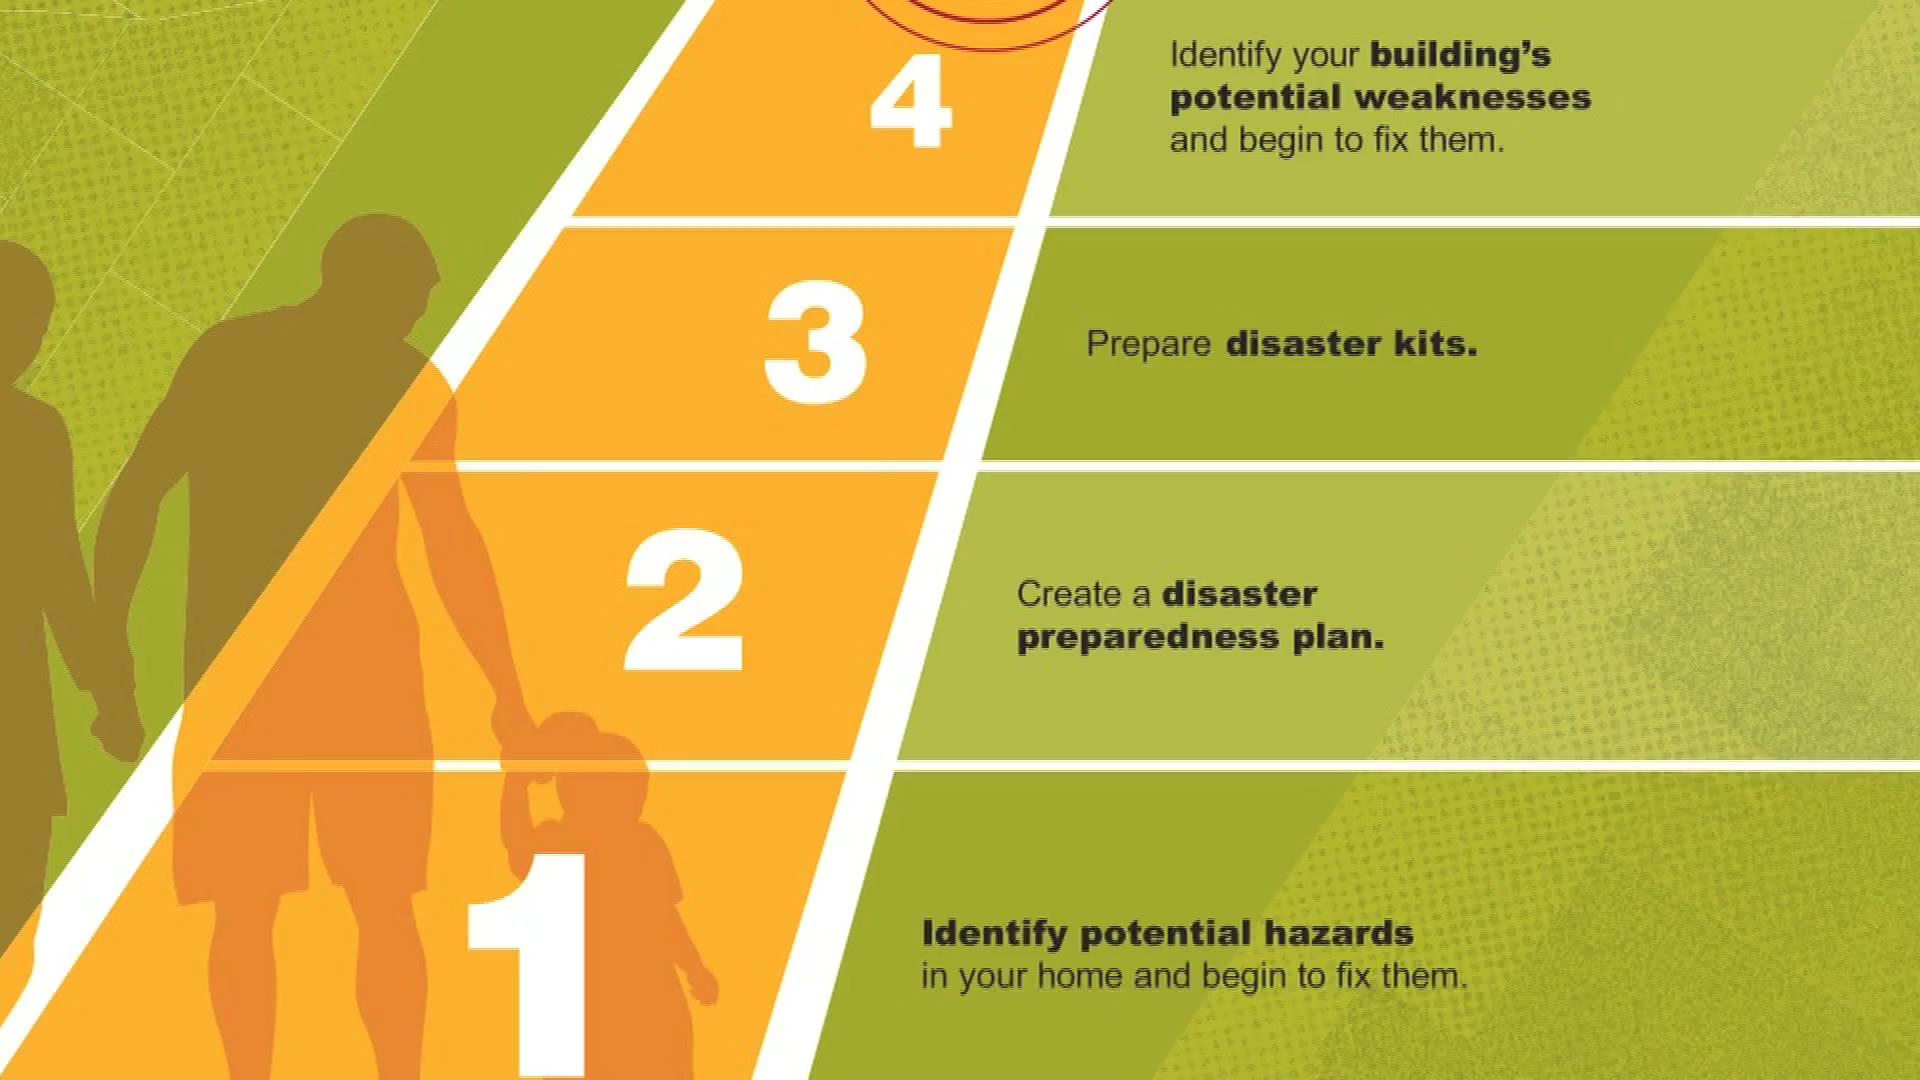 4
Identify your building's
potential weaknesses
and begin to fix them.
3
Prepare disaster kits.
2
Create a disaster
preparedness plan.
1
Identify potential hazards
in your home and begin to fix them.